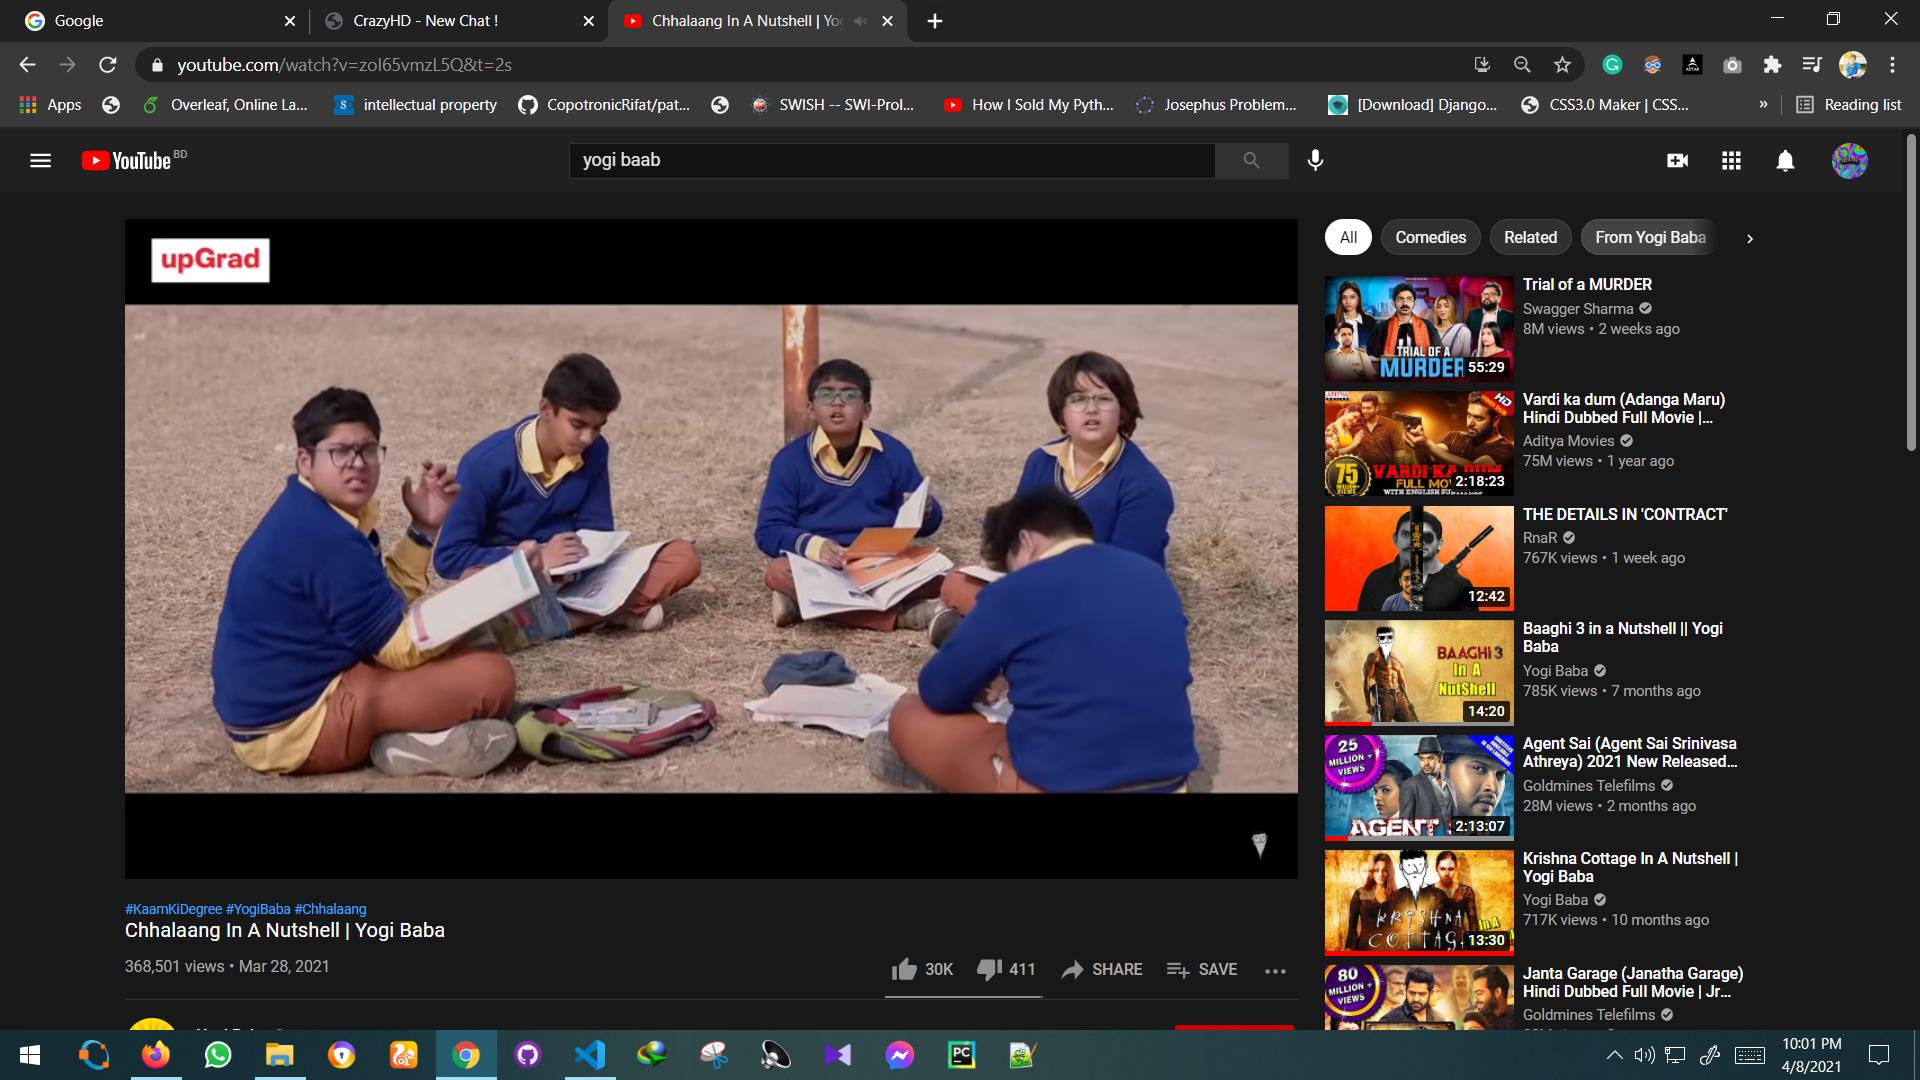 Google
CrazyHD - New Chat !
Chhalaang In A Nutshell | Yog
youtube.com/watch?v=zoI65vmzL5Q&t=2s
Apps
Overleaf, Online La...
intellectual property
CopotronicRifat/pat...
SWISH -- SWI-Prol...
How I Sold My Pyth...
Josephus Problem...
[Download] Django...
CSS3.0 Maker | CSS...
»
Reading list
YouTube BD
yogi baab
upGrad
All
Comedies
Related
From Yogi Baba
TRIAL OF A
MURDER
55:29
Trial of a MURDER
Swagger Sharma
8M views • 2 weeks ago
HD
75
VIEWS
VARDI KA DUM
FULL MOV
WITH ENGLISH SU
2:18:23
Vardi ka dum (Adanga Maru)
Hindi Dubbed Full Movie |...
Aditya Movies
75M views • 1 year ago
12:42
THE DETAILS IN 'CONTRACT'
RnaR
767K views • 1 week ago
BAAGHI 3
In A
NutShell
14:20
Baaghi 3 in a Nutshell || Yogi
Baba
Yogi Baba
785K views • 7 months ago
25
MILLION +
VIEWS
AGENT
2:13:07
Agent Sai (Agent Sai Srinivasa
Athreya) 2021 New Released...
Goldmines Telefilms
28M views • 2 months ago
KRISHNA
COTTAG
In A
13:30
Krishna Cottage In A Nutshell |
Yogi Baba
Yogi Baba
717K views • 10 months ago
80
MILLION +
VIEWS
Janta Garage (Janatha Garage)
Hindi Dubbed Full Movie | Jr...
Goldmines Telefilms
#KaamKiDegree #YogiBaba #Chhalaang
Chhalaang In A Nutshell | Yogi Baba
368,501 views • Mar 28, 2021
30K
411
SHARE
SAVE
PC
10:01 PM
4/8/2021